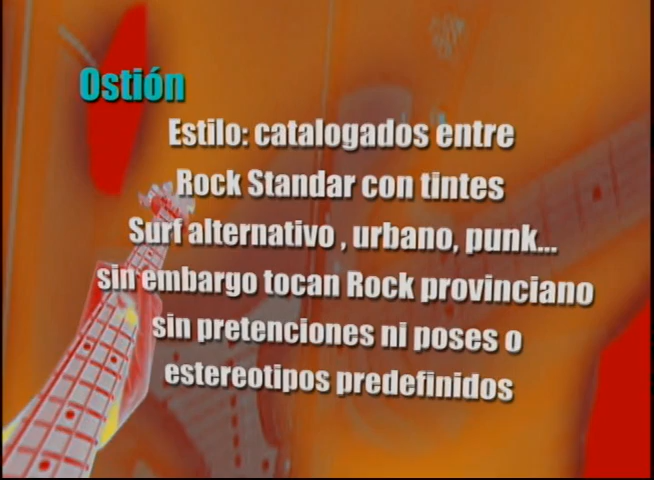 Ostión
Estilo: catalogados entre
Rock Standar con tintes
Surf alternativo , urbano, punk...
sin embargo tocan Rock provinciano
sin pretenciones ni poses o
estereotipos predefinidos